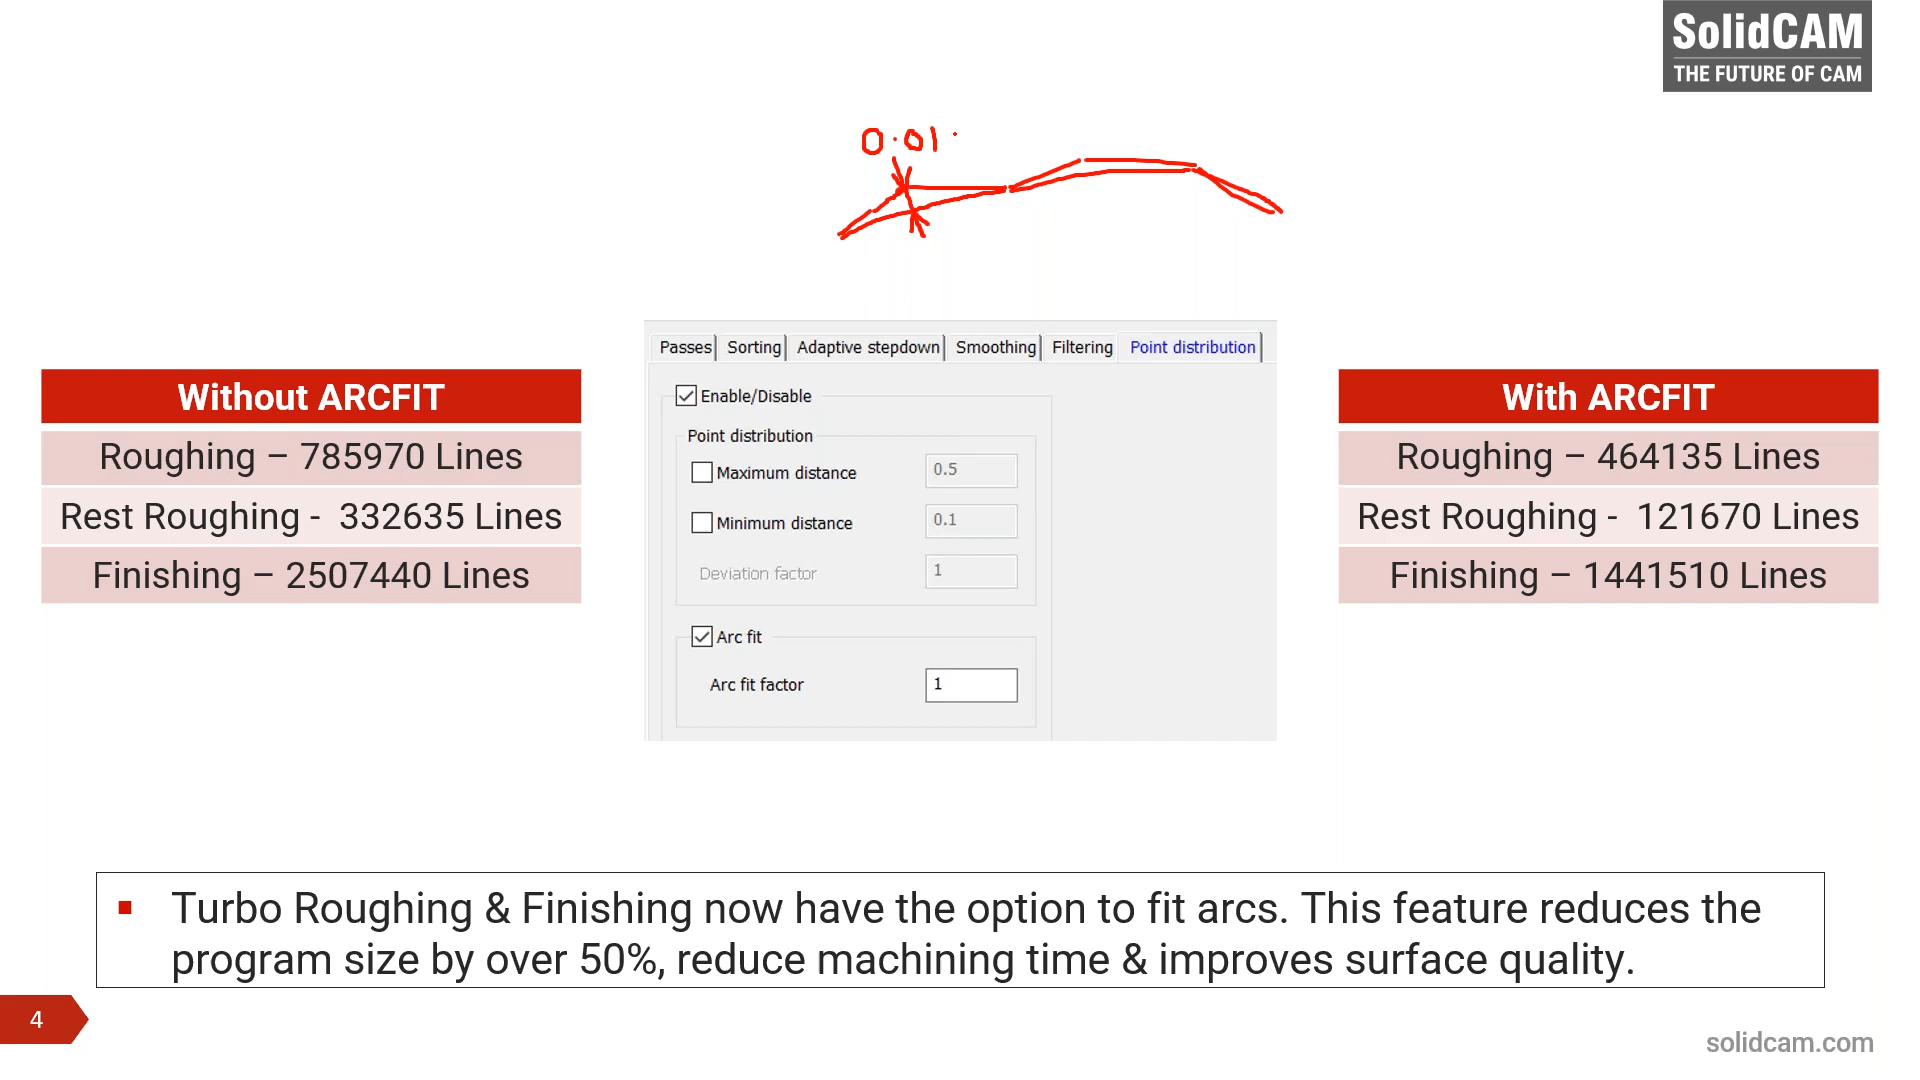 SolidCAM
THE FUTURE OF CAM
0.01
Passes Sorting Adaptive stepdown Smoothing Filtering Point distribution
Without ARCFIT
Roughing – 785970 Lines
Rest Roughing - 332635 Lines
Finishing – 2507440 Lines
Enable/Disable
Point distribution
Maximum distance 0.5
Minimum distance 0.1
Deviation factor 1
Arc fit
Arc fit factor 1
With ARCFIT
Roughing – 464135 Lines
Rest Roughing - 121670 Lines
Finishing – 1441510 Lines
Turbo Roughing & Finishing now have the option to fit arcs. This feature reduces the
program size by over 50%, reduce machining time & improves surface quality.
4
solidcam.com